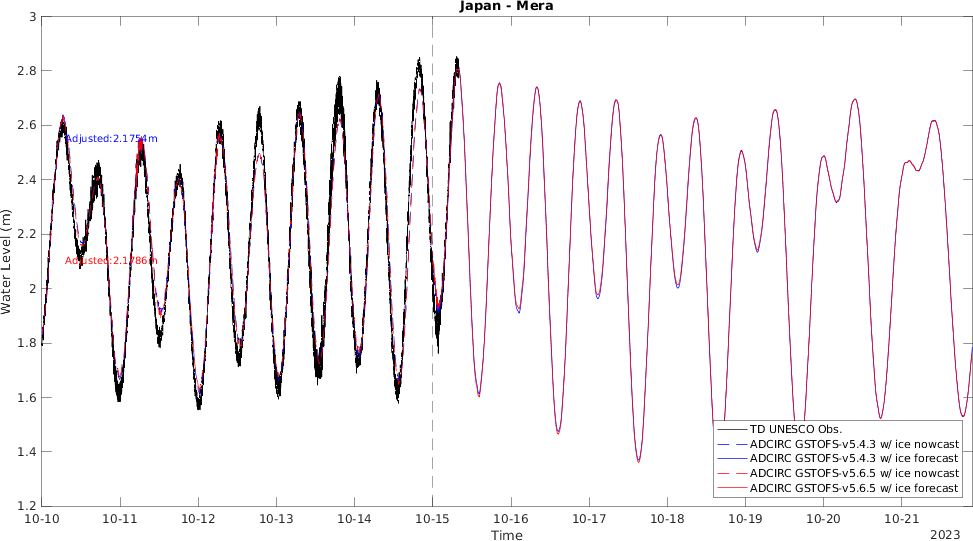 Japan - Mera
3
2.8
2.6
2.4
2.2
2
1.8
1.6
1.4
1.2
Water Level (m)
Adjusted:2.1754m
Adjusted:2.1786m
TD UNESCO Obs.
ADCIRC GSTOFS-v5.4.3 w/ ice nowcast
ADCIRC GSTOFS-v5.4.3 w/ ice forecast
ADCIRC GSTOFS-v5.6.5 w/ ice nowcast
ADCIRC GSTOFS-v5.6.5 w/ ice forecast
10-10 10-11 10-12 10-13 10-14 10-15 10-16 10-17 10-18 10-19 10-20 10-21
Time
2023